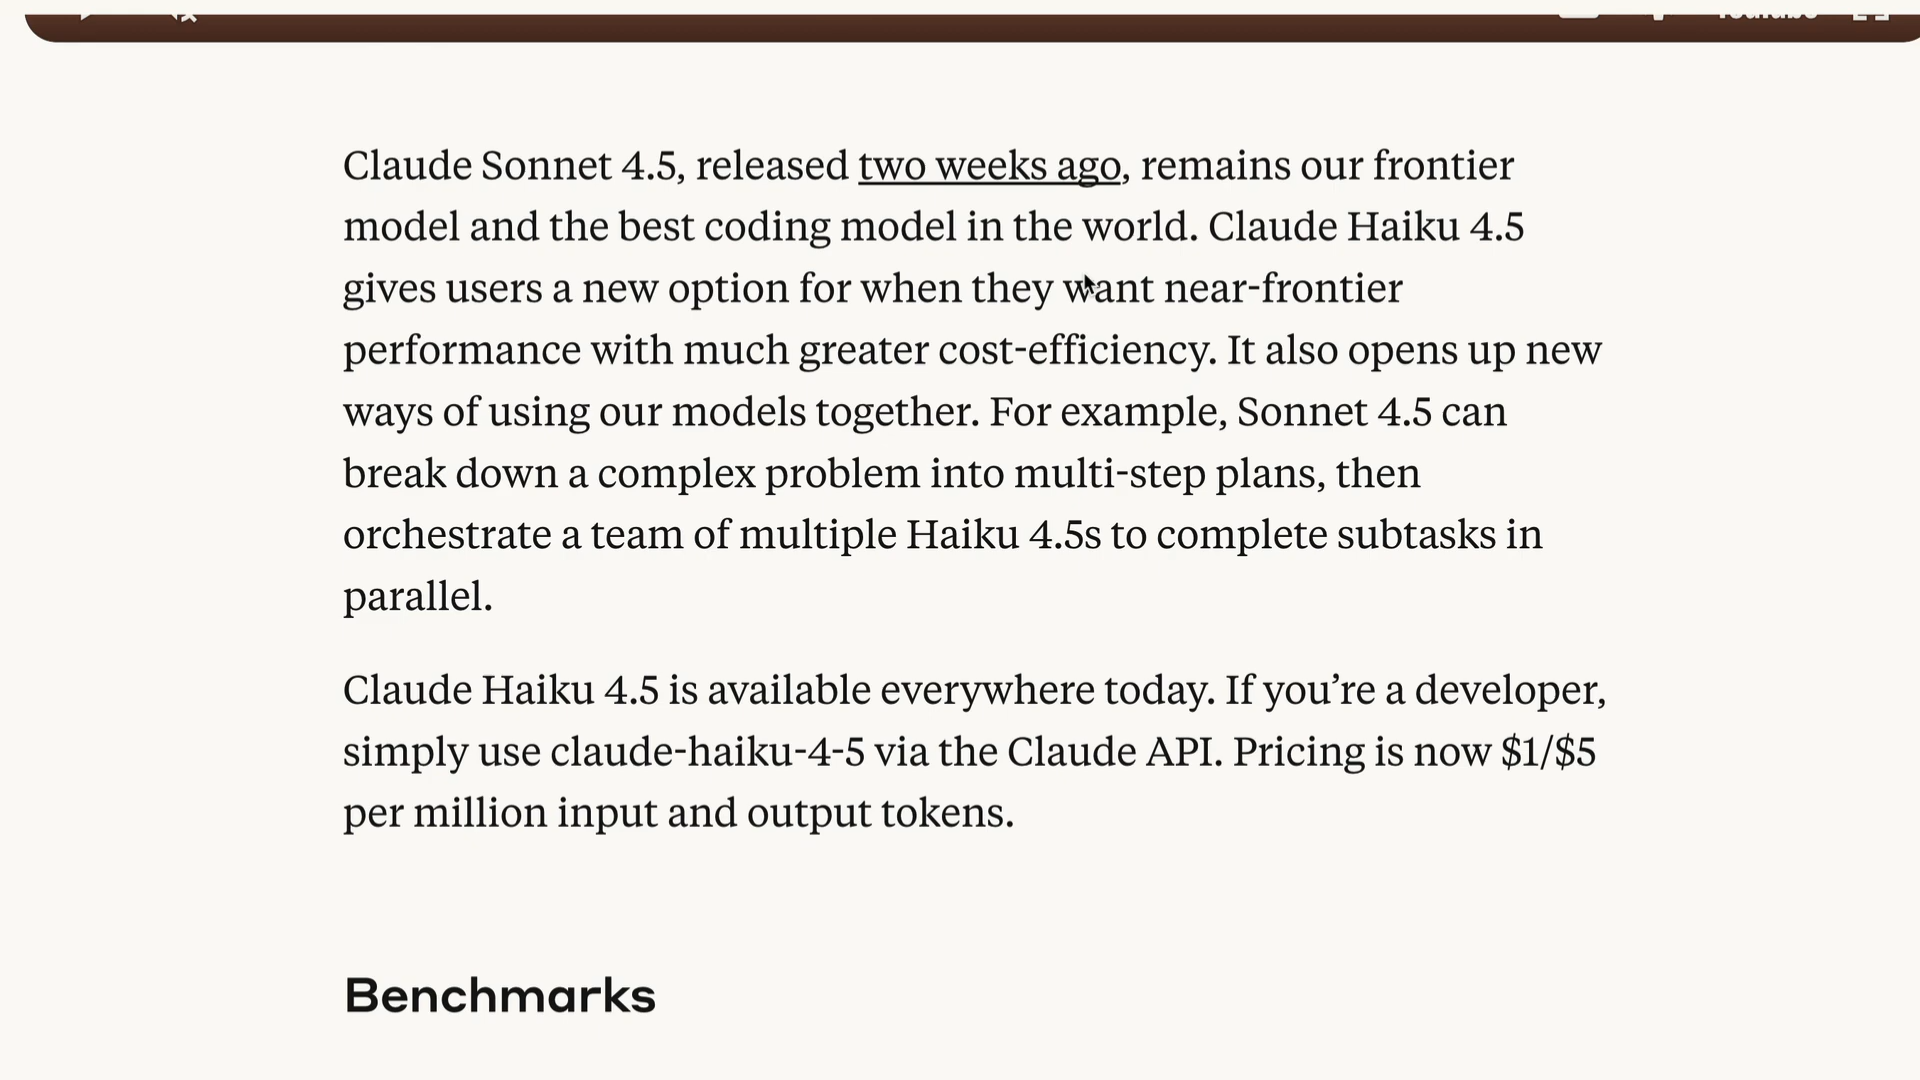 Claude Sonnet 4.5, released two weeks ago, remains our frontier
model and the best coding model in the world. Claude Haiku 4.5
gives users a new option for when they want near-frontier
performance with much greater cost-efficiency. It also opens up new
ways of using our models together. For example, Sonnet 4.5 can
break down a complex problem into multi-step plans, then
orchestrate a team of multiple Haiku 4.5s to complete subtasks in
parallel.
Claude Haiku 4.5 is available everywhere today. If you’re a developer,
simply use claude-haiku-4-5 via the Claude API. Pricing is now $1/$5
per million input and output tokens.
Benchmarks